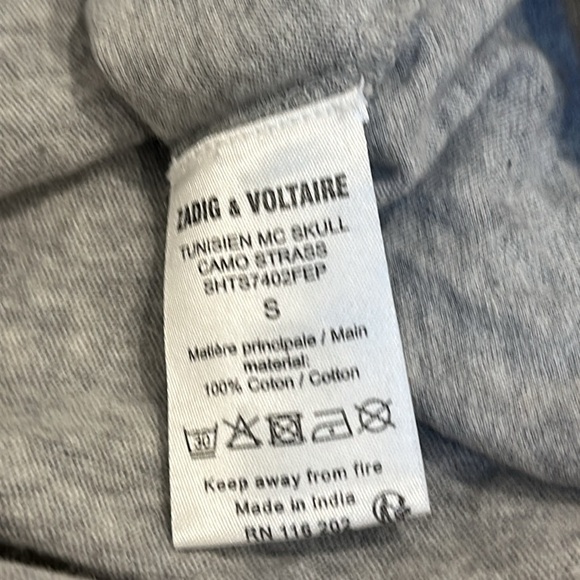 ZADIG & VOLTAIRE
TUNISIEN MC SKULL
CAMO STRASS
SHTS7402FEP
S
Matière principale / Main
material:
100% Coton / Cotton
30
Keep away from fire
Made in India
RN 116 202